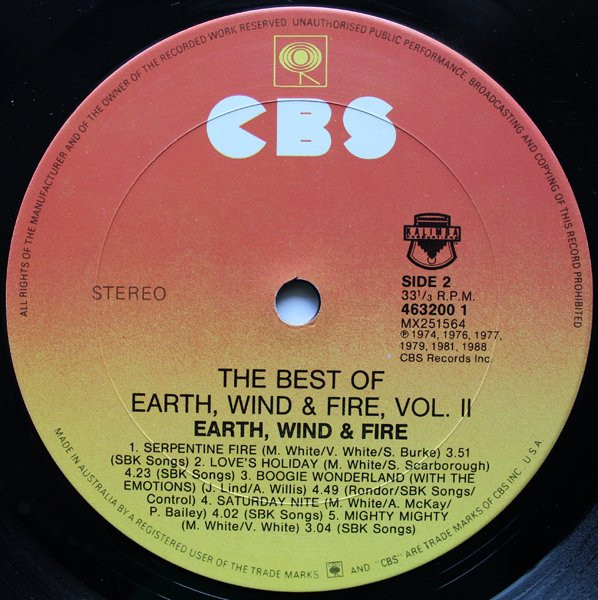 ALL RIGHTS OF THE MANUFACTURER AND OF THE OWNER OF THE RECORDED WORK RESERVED. UNAUTHORISED PUBLIC PERFORMANCE, BROADCASTING AND COPYING OF THIS RECORD PROHIBITED
CBS
KALIMBA
STEREO
SIDE 2
33 1/3 R.P.M.
463200 1
MX251564
Ⓟ 1974, 1976, 1977,
1979, 1981, 1988
CBS Records Inc.
THE BEST OF
EARTH, WIND & FIRE, VOL. II
EARTH, WIND & FIRE
1. SERPENTINE FIRE (M. White/V. White/S. Burke) 3.51
(SBK Songs) 2. LOVE'S HOLIDAY (M. White/S. Scarborough)
4.23 (SBK Songs) 3. BOOGIE WONDERLAND (WITH THE
EMOTIONS) (J. Lind/A. Willis) 4.49 (Rondor/SBK Songs/
Control) 4. SATURDAY NITE (M. White/A. McKay/
P. Bailey) 4.02 (SBK Songs) 5. MIGHTY MIGHTY
(M. White/V. White) 3.04 (SBK Songs)
MADE IN AUSTRALIA BY A REGISTERED USER OF THE TRADE MARKS AND "CBS" ARE TRADE MARKS OF CBS INC. U.S.A.